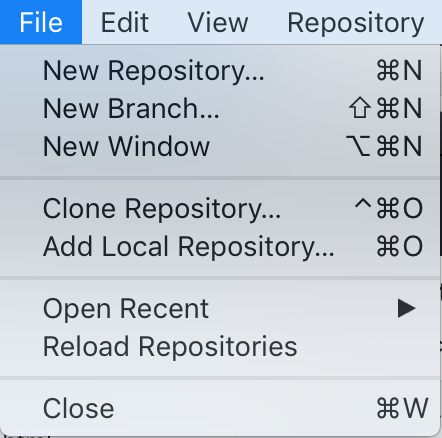 File Edit View Repository
New Repository... ⌘N
New Branch... ⇧⌘N
New Window ⌥⌘N
Clone Repository... ^⌘O
Add Local Repository... ⌘O
Open Recent ▶
Reload Repositories
Close ⌘W